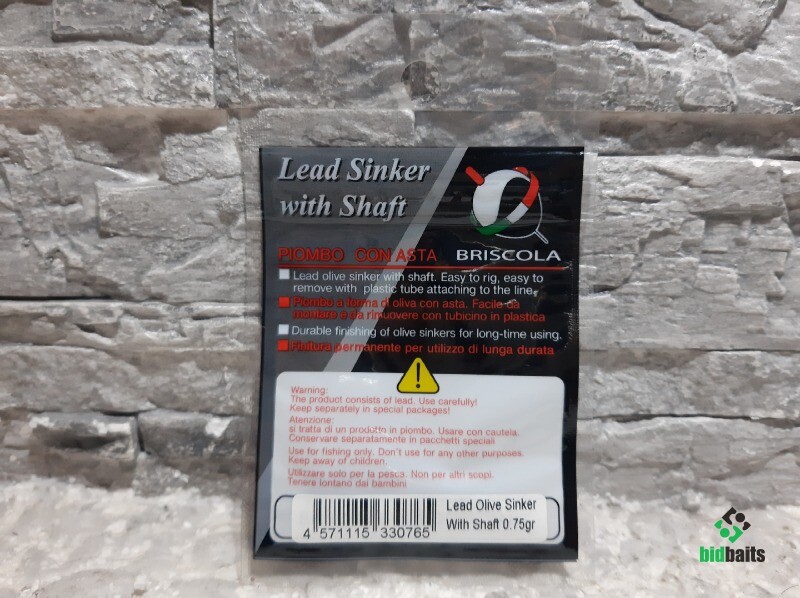 Lead Sinker
with Shaft
PIOMBO CON ASTA
BRISCOLA
Lead olive sinker with shaft. Easy to rig, easy to
remove with plastic tube attaching to the line.
Piombo a forma di oliva con asta. Facile da
montare e da rimuovere con tubicino in plastica
Durable finishing of olive sinkers for long-time using.
Finitura permanente per utilizzo di lunga durata
Warning:
The product consists of lead. Use carefully!
Keep separately in special packages!
Atenzione:
si tratta di un prodotto in piombo. Usare con cautela.
Conservare separatamente in pacchetti speciali
Use for fishing only. Don't use for any other purposes.
Keep away of children.
Utilizzare solo per la pesca. Non per altri scopi.
Tenere lontano dai bambini
4 571115 330765
Lead Olive Sinker
With Shaft 0.75gr
bidbaits